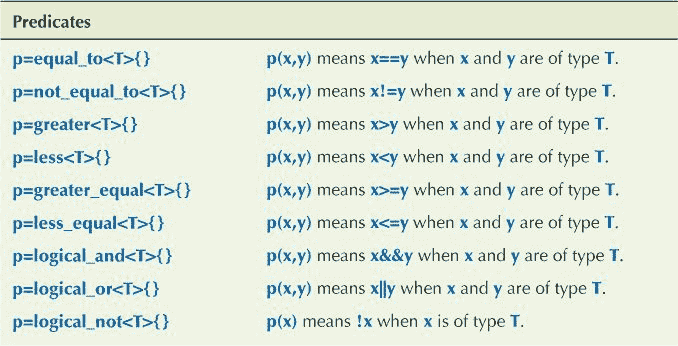 Predicates
p=equal_to<T>{} p(x,y) means x==y when x and y are of type T.
p=not_equal_to<T>{} p(x,y) means x!=y when x and y are of type T.
p=greater<T>{} p(x,y) means x>y when x and y are of type T.
p=less<T>{} p(x,y) means x<y when x and y are of type T.
p=greater_equal<T>{} p(x,y) means x>=y when x and y are of type T.
p=less_equal<T>{} p(x,y) means x<=y when x and y are of type T.
p=logical_and<T>{} p(x,y) means x&&y when x and y are of type T.
p=logical_or<T>{} p(x,y) means x||y when x and y are of type T.
p=logical_not<T>{} p(x) means !x when x is of type T.